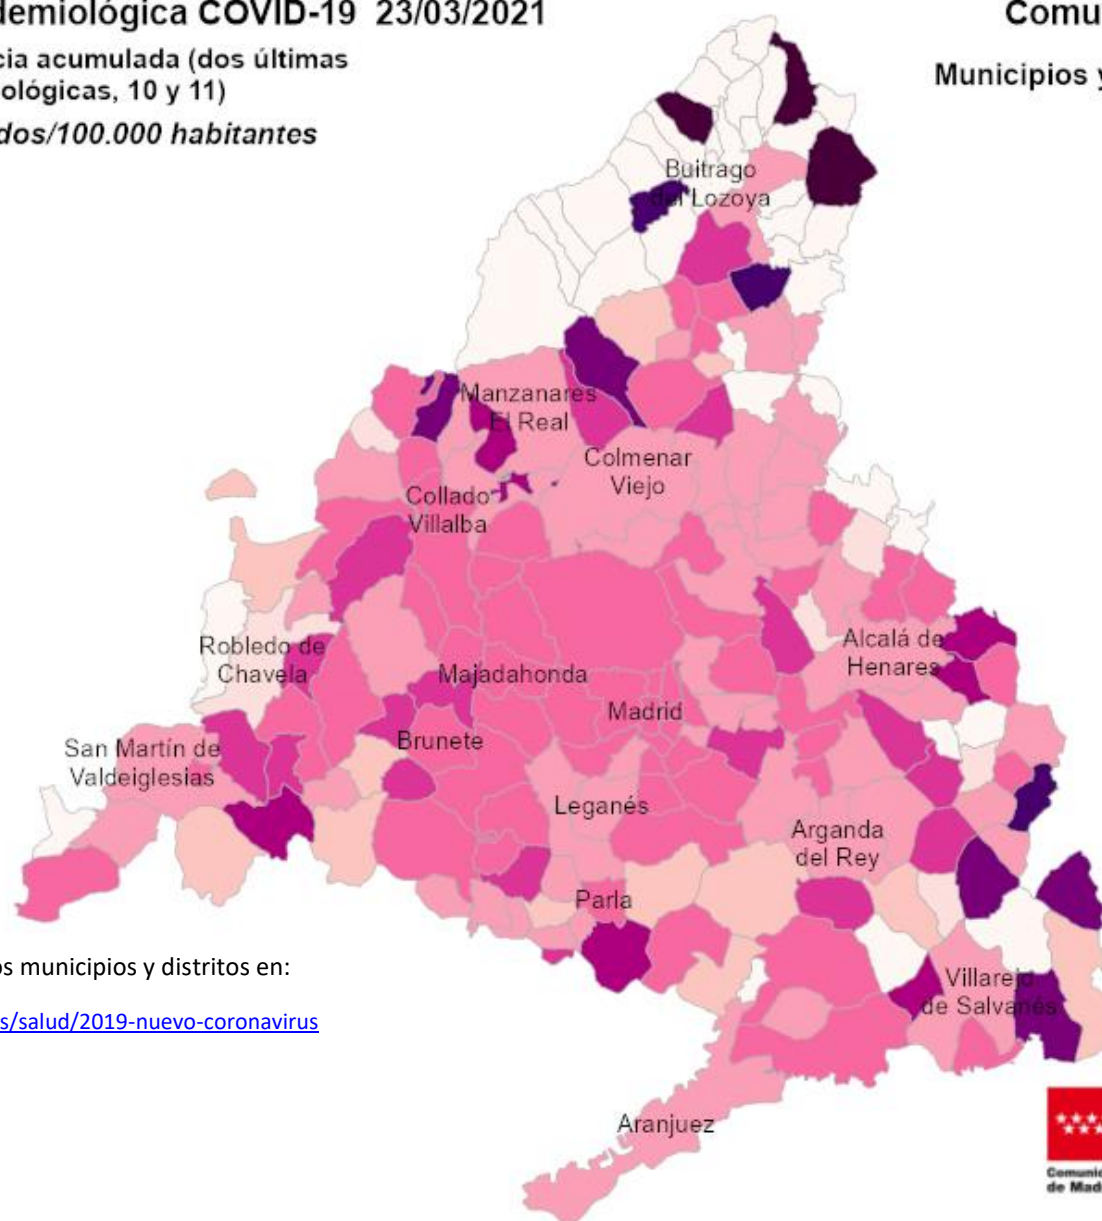 demiológica COVID-19 23/03/2021
cia acumulada (dos últimas
ológicas, 10 y 11)
dos/100.000 habitantes
Comu
Municipios y
Buitrago
del Lozoya
Manzanares
El Real
Colmenar
Viejo
Collado
Villalba
Robledo de
Chavela
Majadahonda
Alcalá de
Henares
Madrid
San Martín de
Valdeiglesias
Brunete
Leganés
Arganda
del Rey
Parla
os municipios y distritos en:
s/salud/2019-nuevo-coronavirus
Villarejo
de Salvanés
Aranjuez
Comunid
de Mad